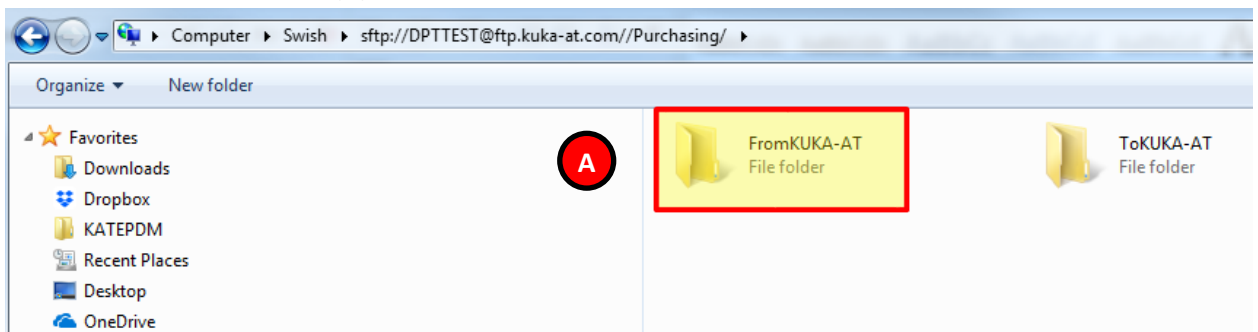 Computer Swish sftp://DPTTEST@ftp.kuka-at.com//Purchasing/
Organize New folder
Favorites
Downloads
Dropbox
KATEPDM
Recent Places
Desktop
OneDrive
A
FromKUKA-AT
File folder
ToKUKA-AT
File folder